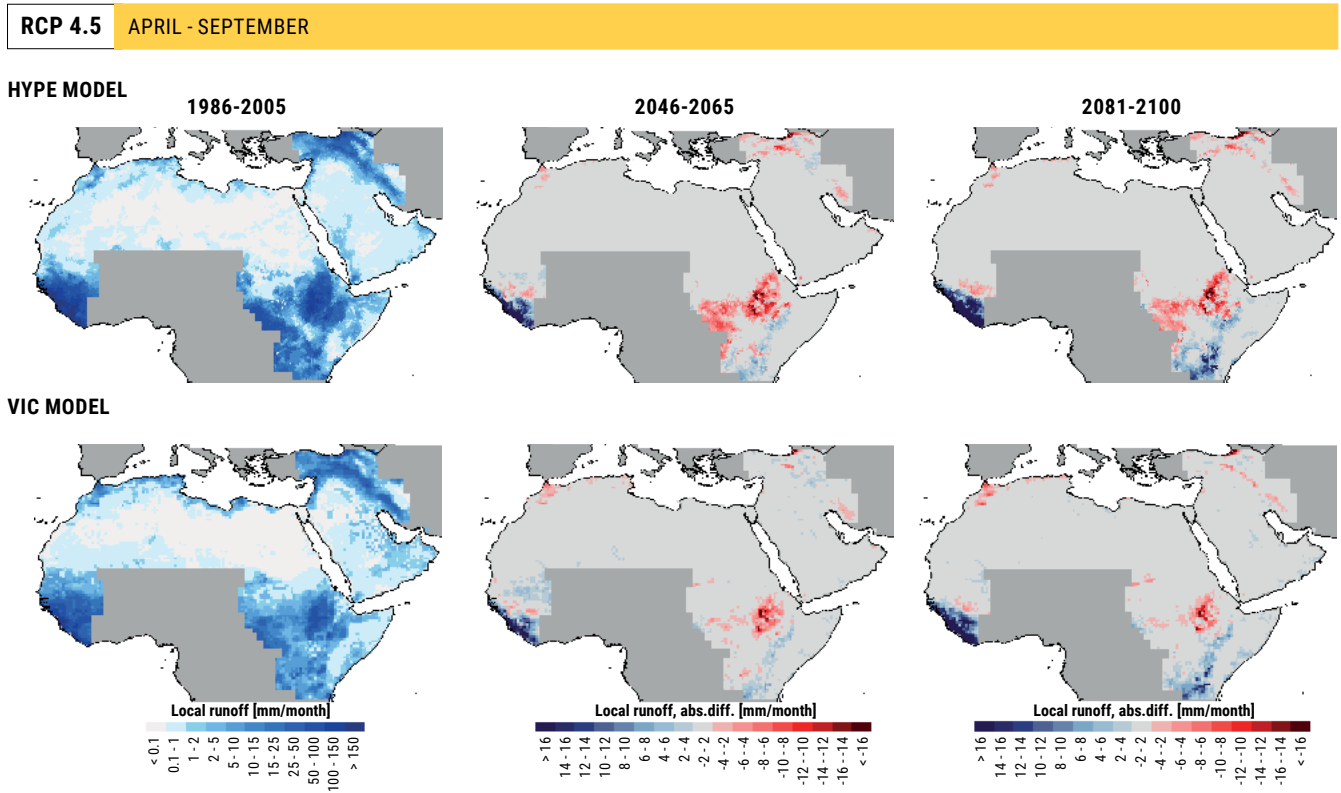 RCP 4.5 APRIL - SEPTEMBER
HYPE MODEL
1986-2005 2046-2065 2081-2100
VIC MODEL
Local runoff [mm/month]
< 0.1
0.1 - 1
1 - 2
2 - 5
5 - 10
10 - 15
15 - 25
25 - 50
50 - 100
100 - 150
> 150
Local runoff, abs.diff. [mm/month]
> 16
14 - 16
12 - 14
10 - 12
8 - 10
6 - 8
4 - 6
2 - 4
-2 - 2
-4 - -2
-6 - -4
-8 - -6
-10 - -8
-12 - -10
-14 - -12
-16 - -14
< -16
Local runoff, abs.diff. [mm/month]
> 16
14 - 16
12 - 14
10 - 12
8 - 10
6 - 8
4 - 6
2 - 4
-2 - 2
-4 - -2
-6 - -4
-8 - -6
-10 - -8
-12 - -10
-14 - -12
-16 - -14
< -16